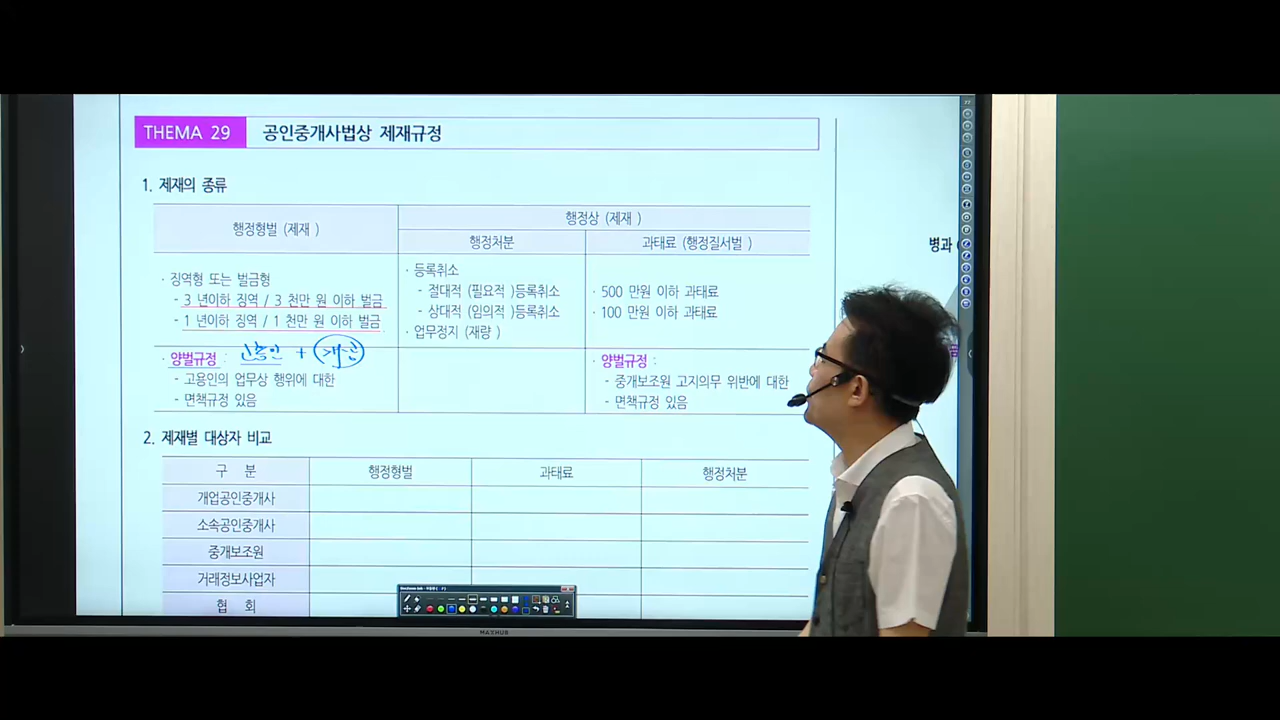 THEMA 29 공인중개사법상 제재규정
1. 제재의 종류
행정형벌 (제재 )
행정상 (제재 )
행정처분
과태료 (행정질서벌 )
· 징역형 또는 벌금형
- 3 년이하 징역 / 3 천만 원 이하 벌금
- 1 년이하 징역 / 1 천만 원 이하 벌금
· 등록취소
- 절대적 (필요적 )등록취소
- 상대적 (임의적 )등록취소
· 업무정지 (재량 )
- 500 만원 이하 과태료
- 100 만원 이하 과태료
· 양벌규정 : 고용인 + 개공
- 고용인의 업무상 행위에 대한
- 면책규정 있음
· 양벌규정 :
- 중개보조원 고지의무 위반에 대한
- 면책규정 있음
2. 제재별 대상자 비교
구 분 행정형벌 과태료 행정처분
개업공인중개사
소속공인중개사
중개보조원
거래정보사업자
협 회
병과
MAXHUB